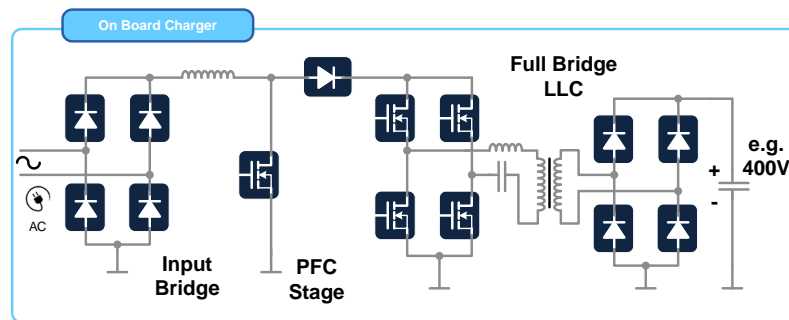 On Board Charger
Full Bridge
LLC
e.g.
400V
+
-
AC
Input
Bridge
PFC
Stage